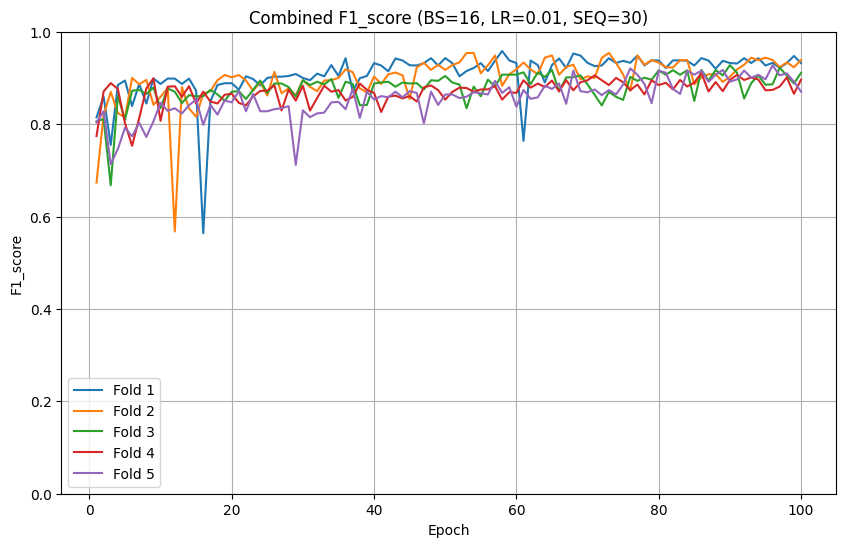 Combined F1_score (BS=16, LR=0.01, SEQ=30)
1.0
0.8
0.6
0.4
0.2
0.0
F1_score
Fold 1
Fold 2
Fold 3
Fold 4
Fold 5
0 20 40 60 80 100
Epoch